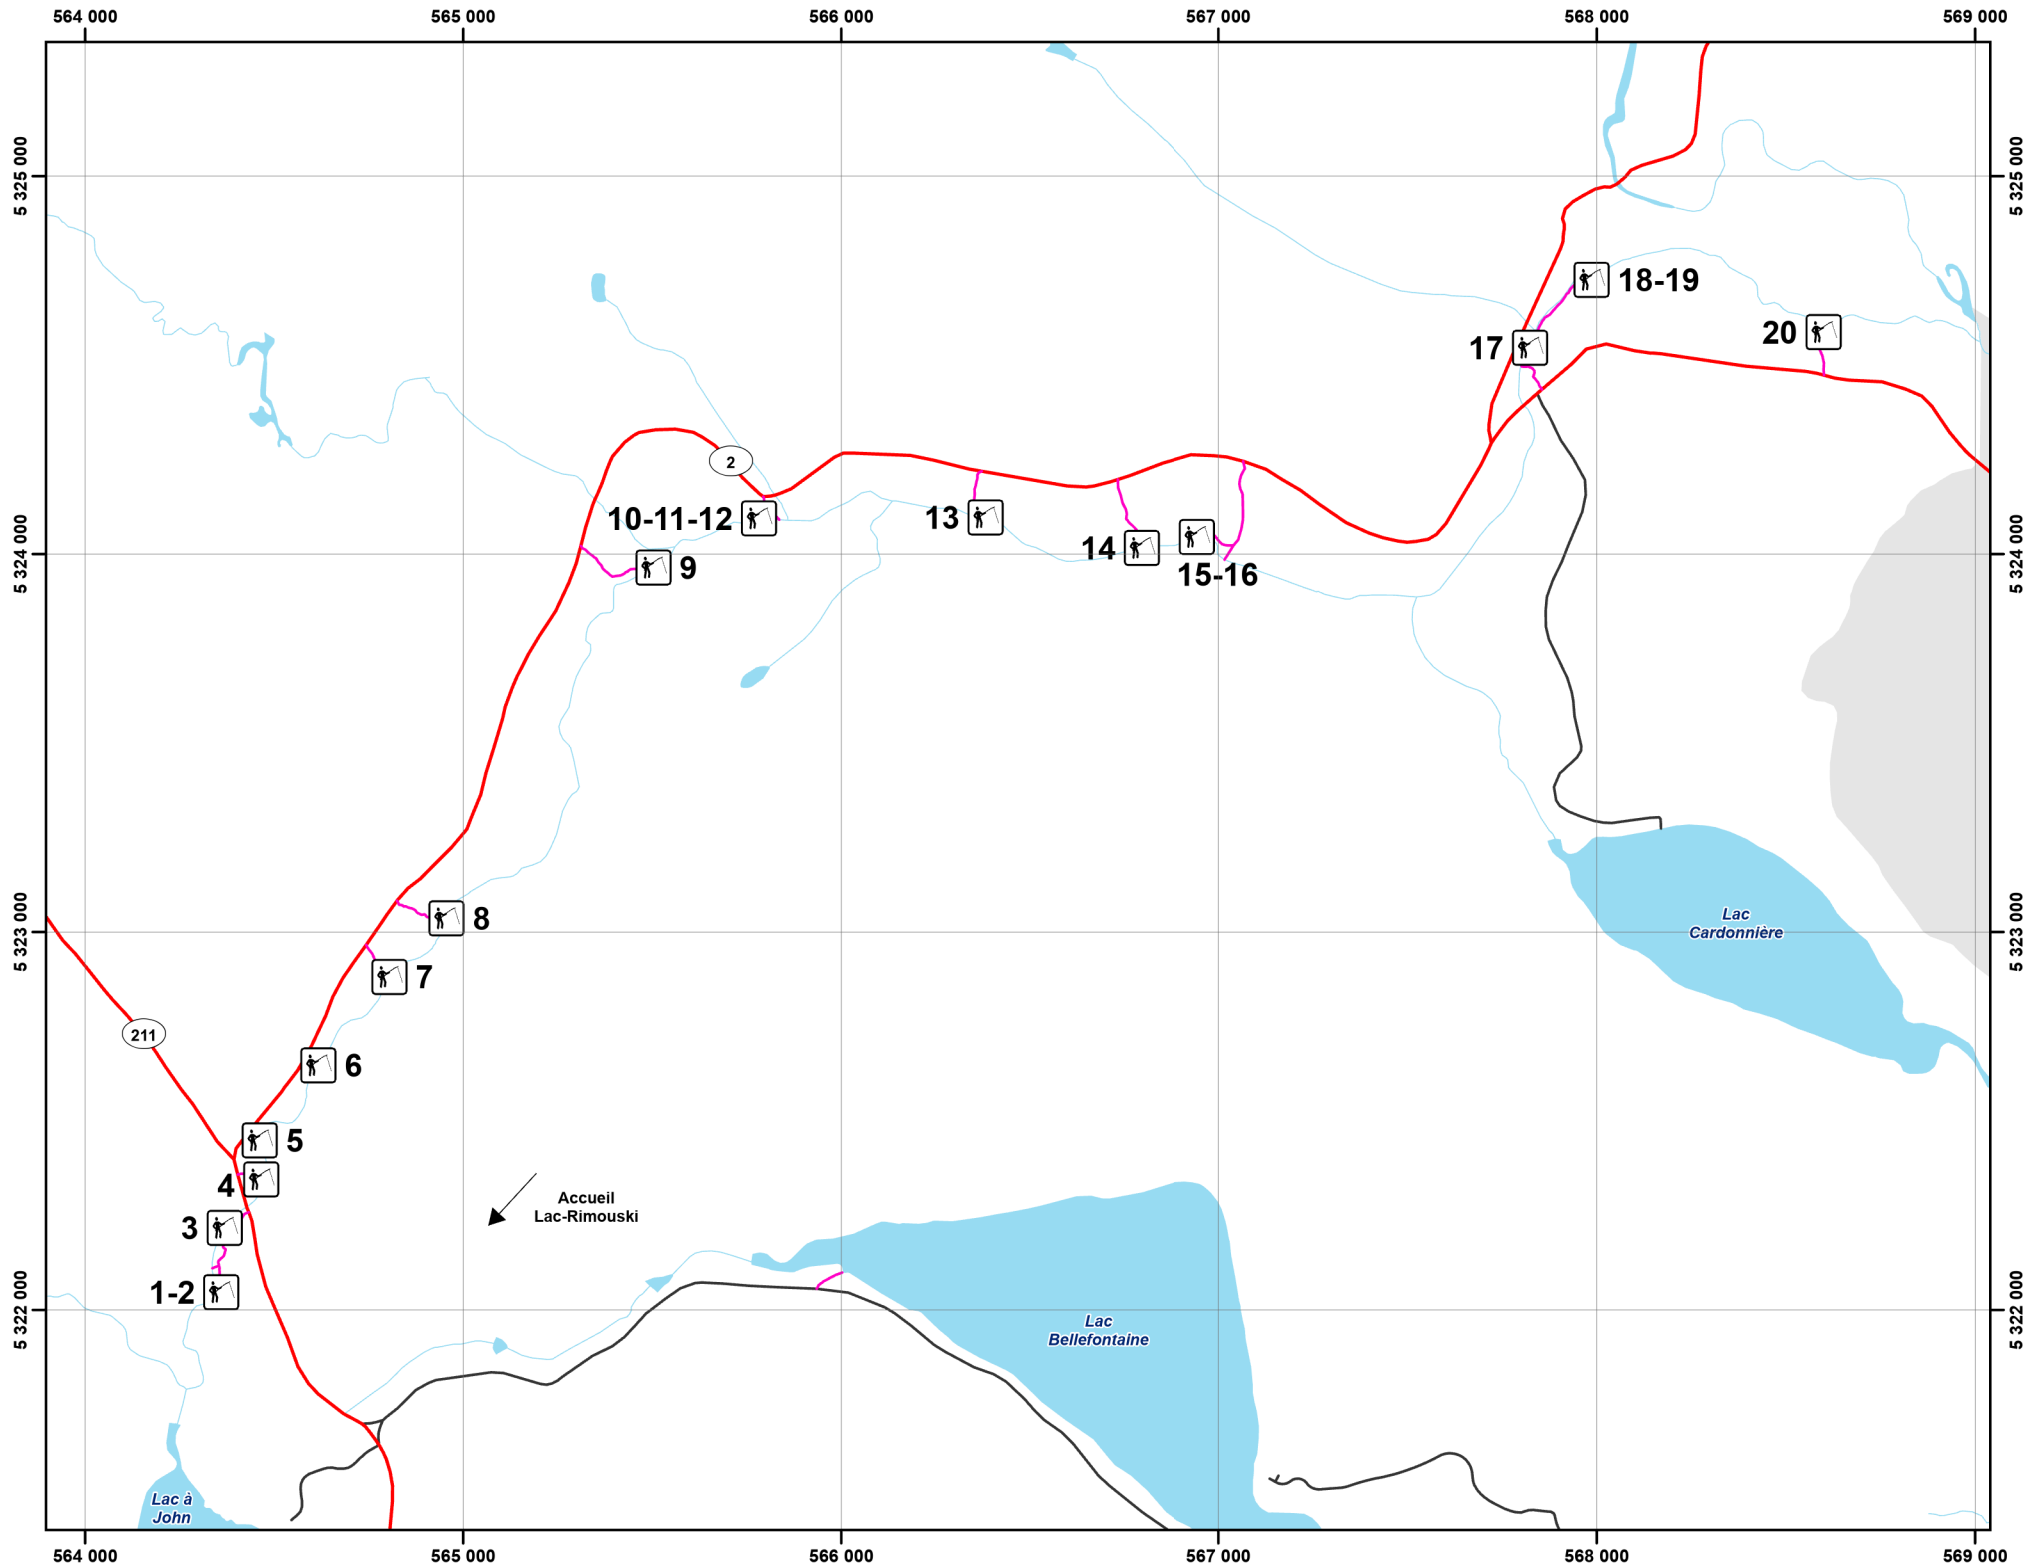 564 000
565 000
566 000
567 000
568 000
569 000
5 325 000
5 325 000
18-19
20
17
2
10-11-12
13
14
15-16
9
5 324 000
5 324 000
8
7
Lac
Cardonnière
5 323 000
5 323 000
211
6
5
4
3
1-2
Accueil
Lac-Rimouski
5 322 000
5 322 000
Lac
Bellefontaine
Lac à
John
564 000
565 000
566 000
567 000
568 000
569 000